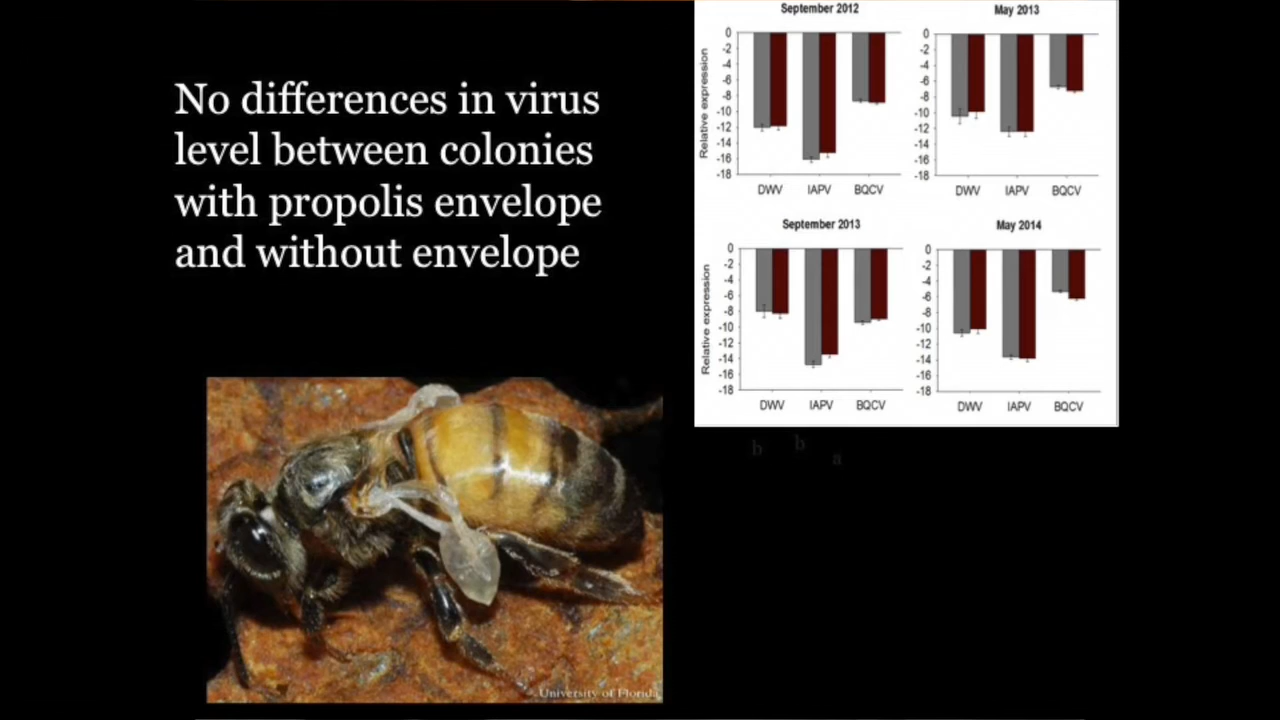 No differences in virus
level between colonies
with propolis envelope
and without envelope
September 2012
Relative expression
0
-2
-4
-6
-8
-10
-12
-14
-16
-18
DWV IAPV BQCV
May 2013
0
-2
-4
-6
-8
-10
-12
-14
-16
-18
DWV IAPV BQCV
September 2013
Relative expression
0
-2
-4
-6
-8
-10
-12
-14
-16
-18
DWV IAPV BQCV
May 2014
0
-2
-4
-6
-8
-10
-12
-14
-16
-18
DWV IAPV BQCV
b b a
University of Florida